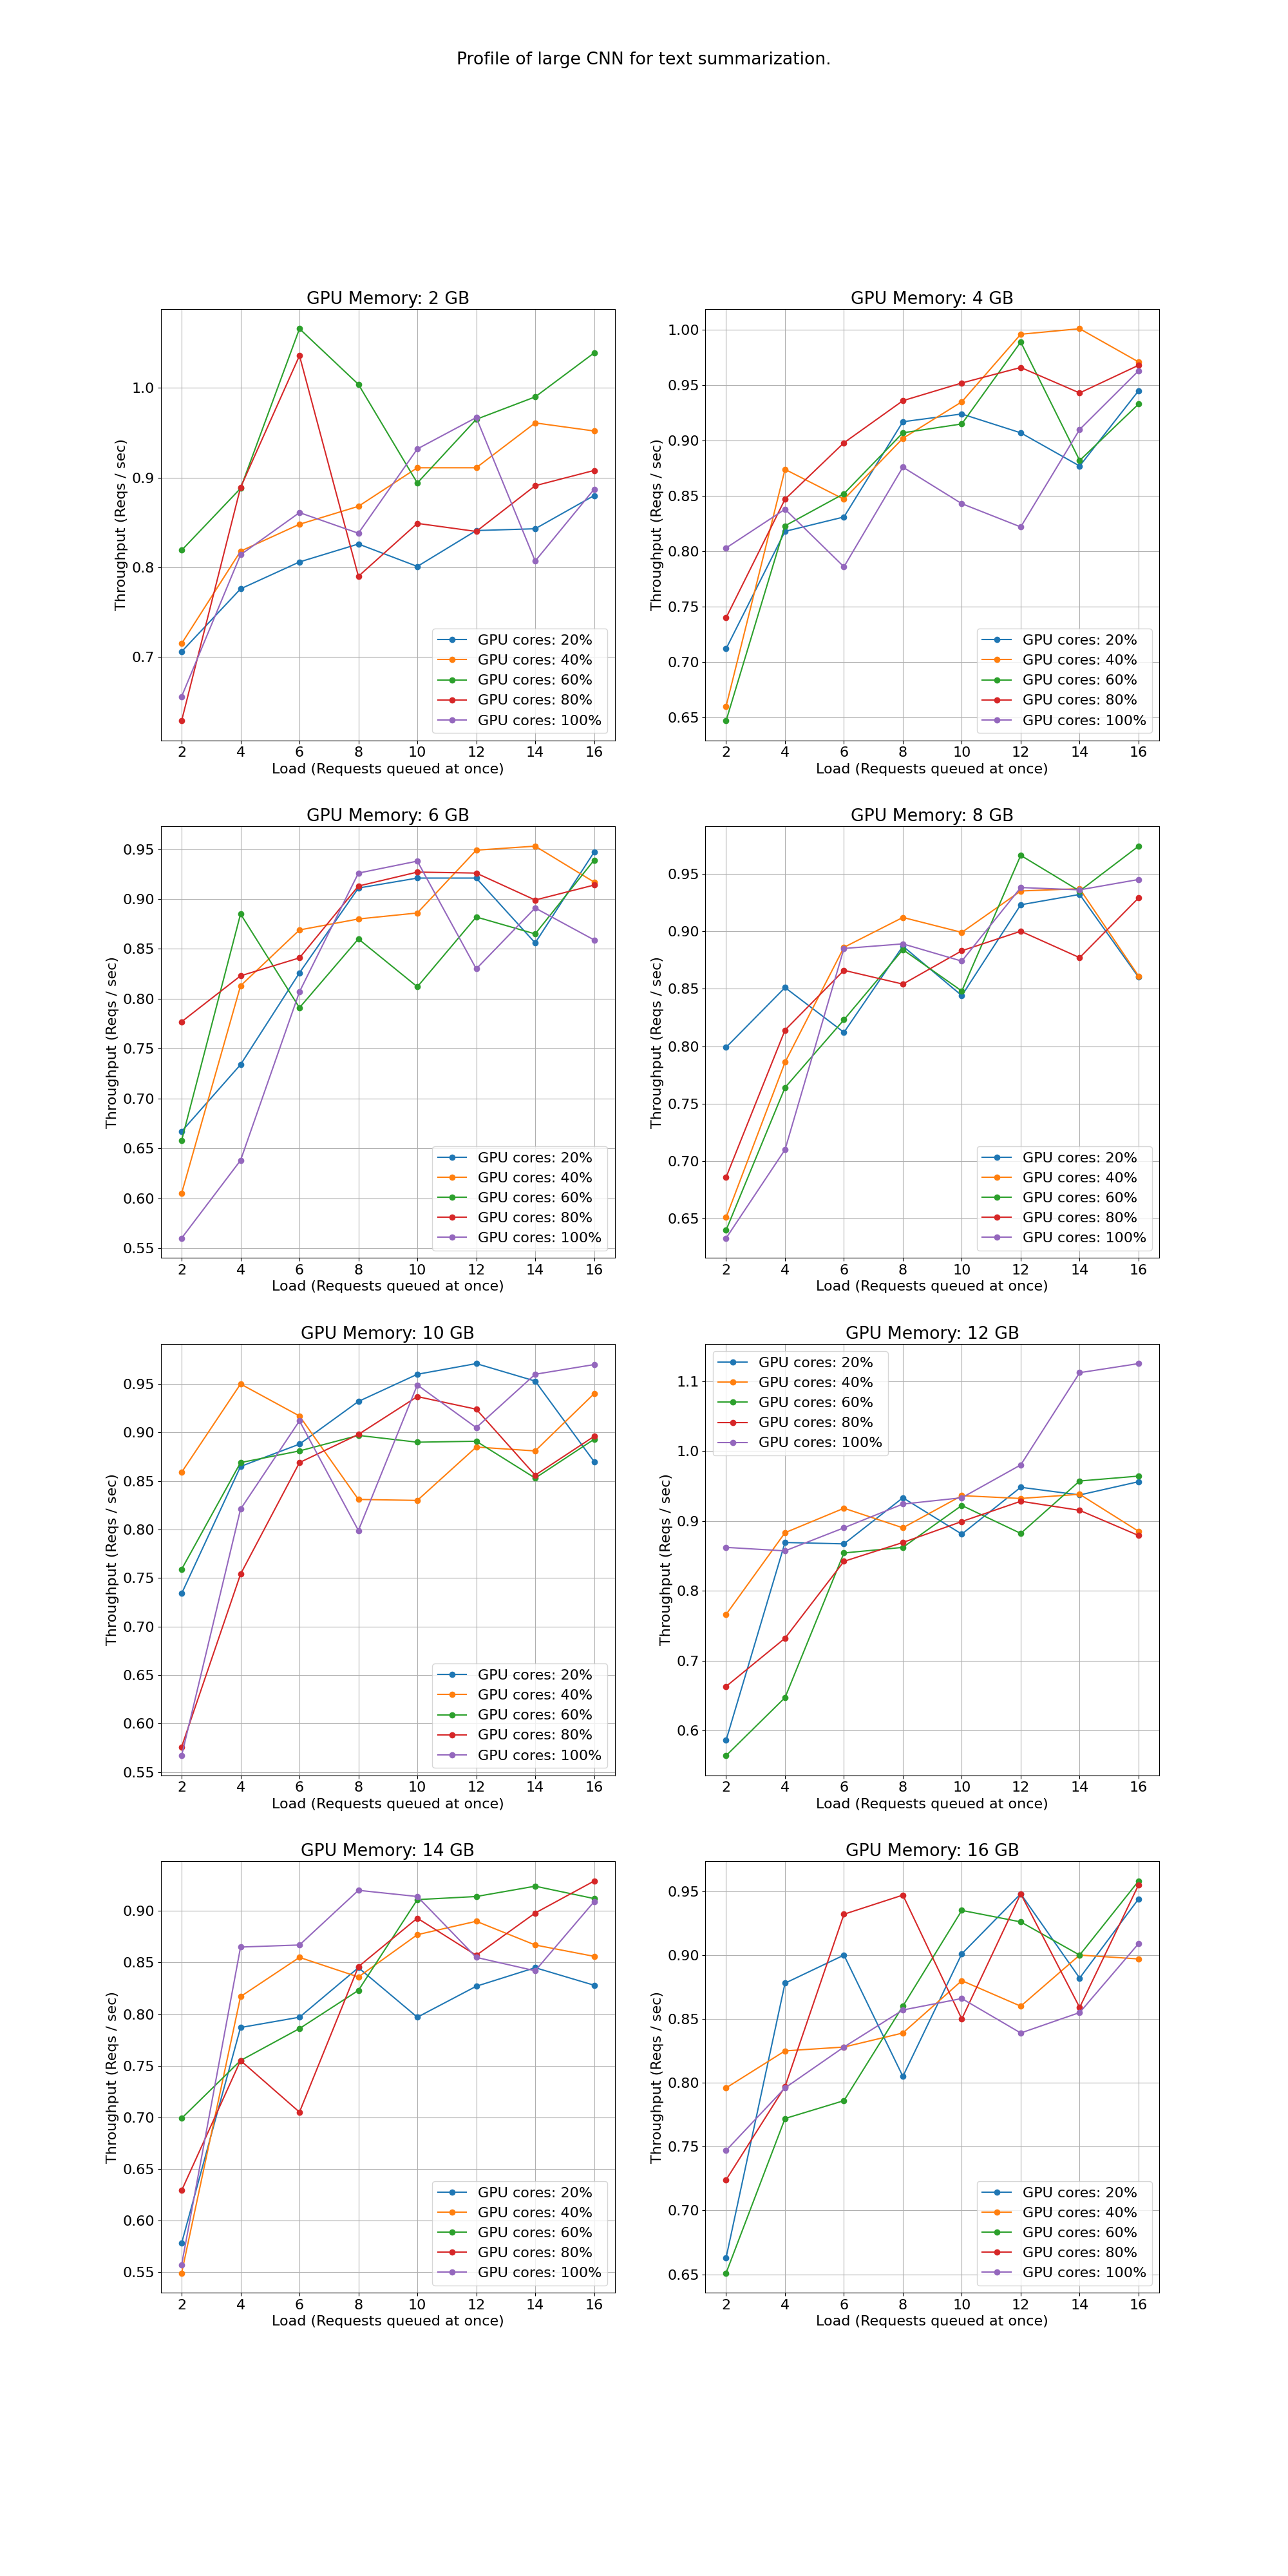 Profile of large CNN for text summarization.
GPU Memory: 2 GB
Throughput (Reqs / sec)
1.0
0.9
0.8
0.7
GPU cores: 20%
GPU cores: 40%
GPU cores: 60%
GPU cores: 80%
GPU cores: 100%
2 4 6 8 10 12 14 16
Load (Requests queued at once)
GPU Memory: 4 GB
Throughput (Reqs / sec)
1.00
0.95
0.90
0.85
0.80
0.75
0.70
0.65
GPU cores: 20%
GPU cores: 40%
GPU cores: 60%
GPU cores: 80%
GPU cores: 100%
2 4 6 8 10 12 14 16
Load (Requests queued at once)
GPU Memory: 6 GB
Throughput (Reqs / sec)
0.95
0.90
0.85
0.80
0.75
0.70
0.65
0.60
0.55
GPU cores: 20%
GPU cores: 40%
GPU cores: 60%
GPU cores: 80%
GPU cores: 100%
2 4 6 8 10 12 14 16
Load (Requests queued at once)
GPU Memory: 8 GB
Throughput (Reqs / sec)
0.95
0.90
0.85
0.80
0.75
0.70
0.65
GPU cores: 20%
GPU cores: 40%
GPU cores: 60%
GPU cores: 80%
GPU cores: 100%
2 4 6 8 10 12 14 16
Load (Requests queued at once)
GPU Memory: 10 GB
Throughput (Reqs / sec)
0.95
0.90
0.85
0.80
0.75
0.70
0.65
0.60
0.55
GPU cores: 20%
GPU cores: 40%
GPU cores: 60%
GPU cores: 80%
GPU cores: 100%
2 4 6 8 10 12 14 16
Load (Requests queued at once)
GPU Memory: 12 GB
Throughput (Reqs / sec)
1.1
1.0
0.9
0.8
0.7
0.6
GPU cores: 20%
GPU cores: 40%
GPU cores: 60%
GPU cores: 80%
GPU cores: 100%
2 4 6 8 10 12 14 16
Load (Requests queued at once)
GPU Memory: 14 GB
Throughput (Reqs / sec)
0.90
0.85
0.80
0.75
0.70
0.65
0.60
0.55
GPU cores: 20%
GPU cores: 40%
GPU cores: 60%
GPU cores: 80%
GPU cores: 100%
2 4 6 8 10 12 14 16
Load (Requests queued at once)
GPU Memory: 16 GB
Throughput (Reqs / sec)
0.95
0.90
0.85
0.80
0.75
0.70
0.65
GPU cores: 20%
GPU cores: 40%
GPU cores: 60%
GPU cores: 80%
GPU cores: 100%
2 4 6 8 10 12 14 16
Load (Requests queued at once)